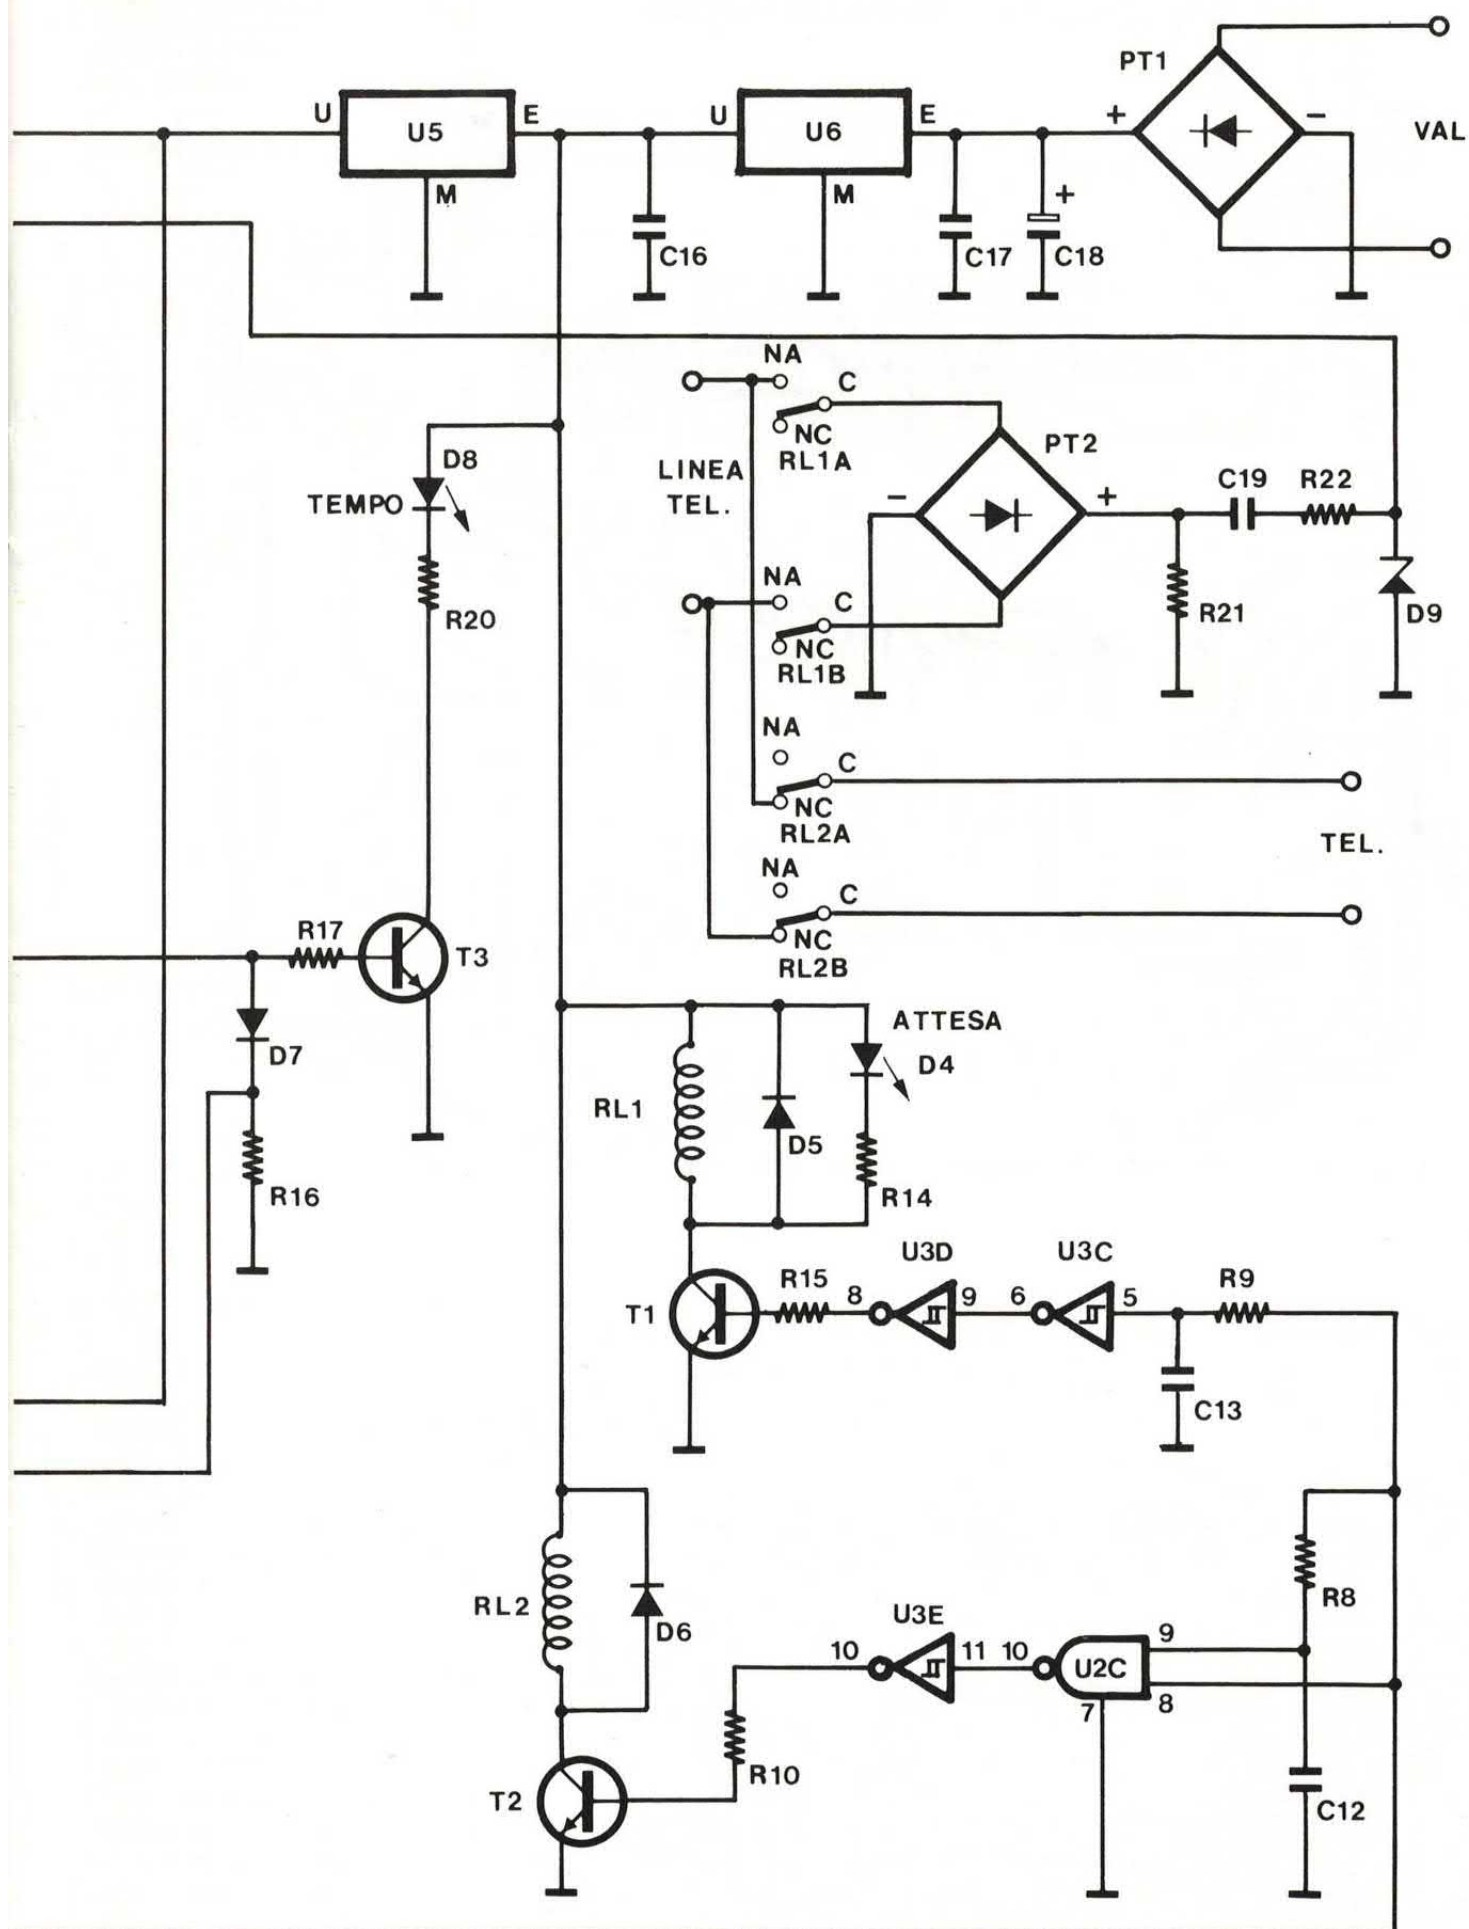 PT1
U
U5
E
U
U6
E
+
-
VAL
M
M
+
C16
C17
C18
NA
C
NC
RL1A
D8
TEMPO
LINEA
TEL.
PT2
-
+
C19
R22
R20
NA
C
NC
RL1B
R21
D9
NA
C
NC
RL2A
TEL.
NA
C
NC
RL2B
R17
T3
D7
ATTESA
D4
RL1
D5
R14
R16
U3D
U3C
R15
8
9
6
5
R9
T1
C13
RL2
D6
R8
U3E
10
11
10
U2C
9
8
7
R10
T2
C12